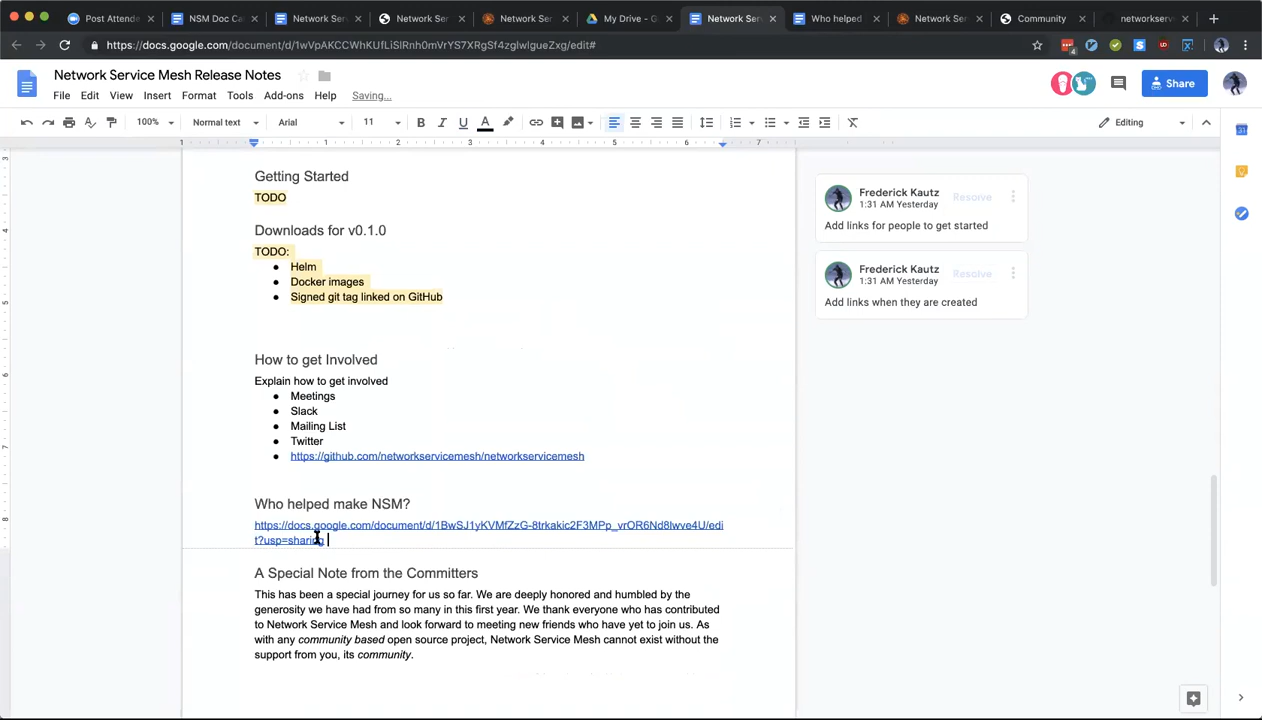 Post Attende
NSM Doc Ca
Network Ser
Network Ser
Network Ser
My Drive - G
Network Ser
Who helped
Network Ser
Community
networkserv
https://docs.google.com/document/d/1wVpAKCCWhKUfLiSlRnh0mVrYS7XRgSf4zglwlgueZxg/edit#
Network Service Mesh Release Notes
File Edit View Insert Format Tools Add-ons Help Saving...
Share
100% Normal text Arial 11 B I U A Editing
1 1 2 3 4 5 6 7
Getting Started
TODO
Downloads for v0.1.0
TODO:
● Helm
● Docker images
● Signed git tag linked on GitHub
How to get Involved
Explain how to get involved
● Meetings
● Slack
● Mailing List
● Twitter
● https://github.com/networkservicemesh/networkservicemesh
Who helped make NSM?
https://docs.google.com/document/d/1BwSJ1yKVMfZzG-8trkakic2F3MPp_vrOR6Nd8Iwve4U/edi
t?usp=sharing
A Special Note from the Committers
This has been a special journey for us so far. We are deeply honored and humbled by the
generosity we have had from so many in this first year. We thank everyone who has contributed
to Network Service Mesh and look forward to meeting new friends who have yet to join us. As
with any community based open source project, Network Service Mesh cannot exist without the
support from you, its community.
Frederick Kautz Resolve
1:31 AM Yesterday
Add links for people to get started
Frederick Kautz Resolve
1:31 AM Yesterday
Add links when they are created